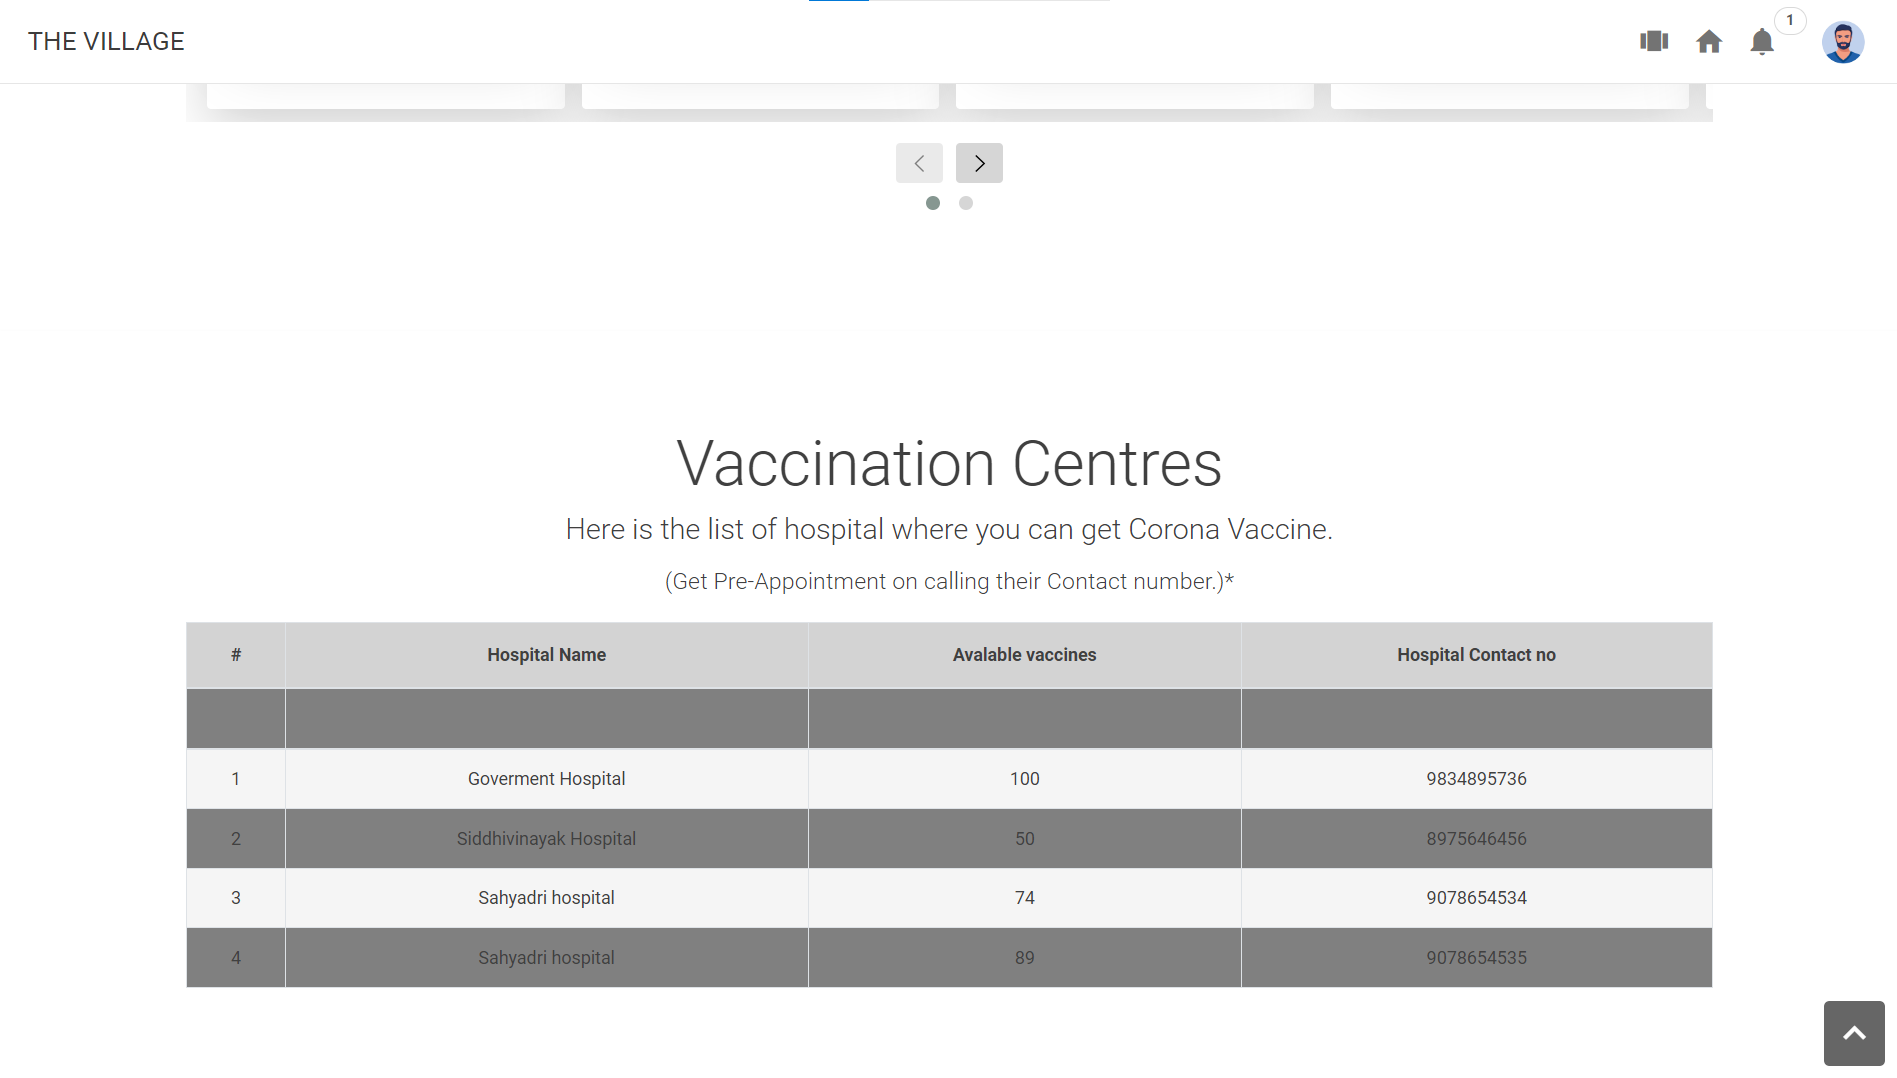 THE VILLAGE
1
Vaccination Centres
Here is the list of hospital where you can get Corona Vaccine.
(Get Pre-Appointment on calling their Contact number.)*
# Hospital Name Avalable vaccines Hospital Contact no
1 Goverment Hospital 100 9834895736
2 Siddhivinayak Hospital 50 8975646456
3 Sahyadri hospital 74 9078654534
4 Sahyadri hospital 89 9078654535